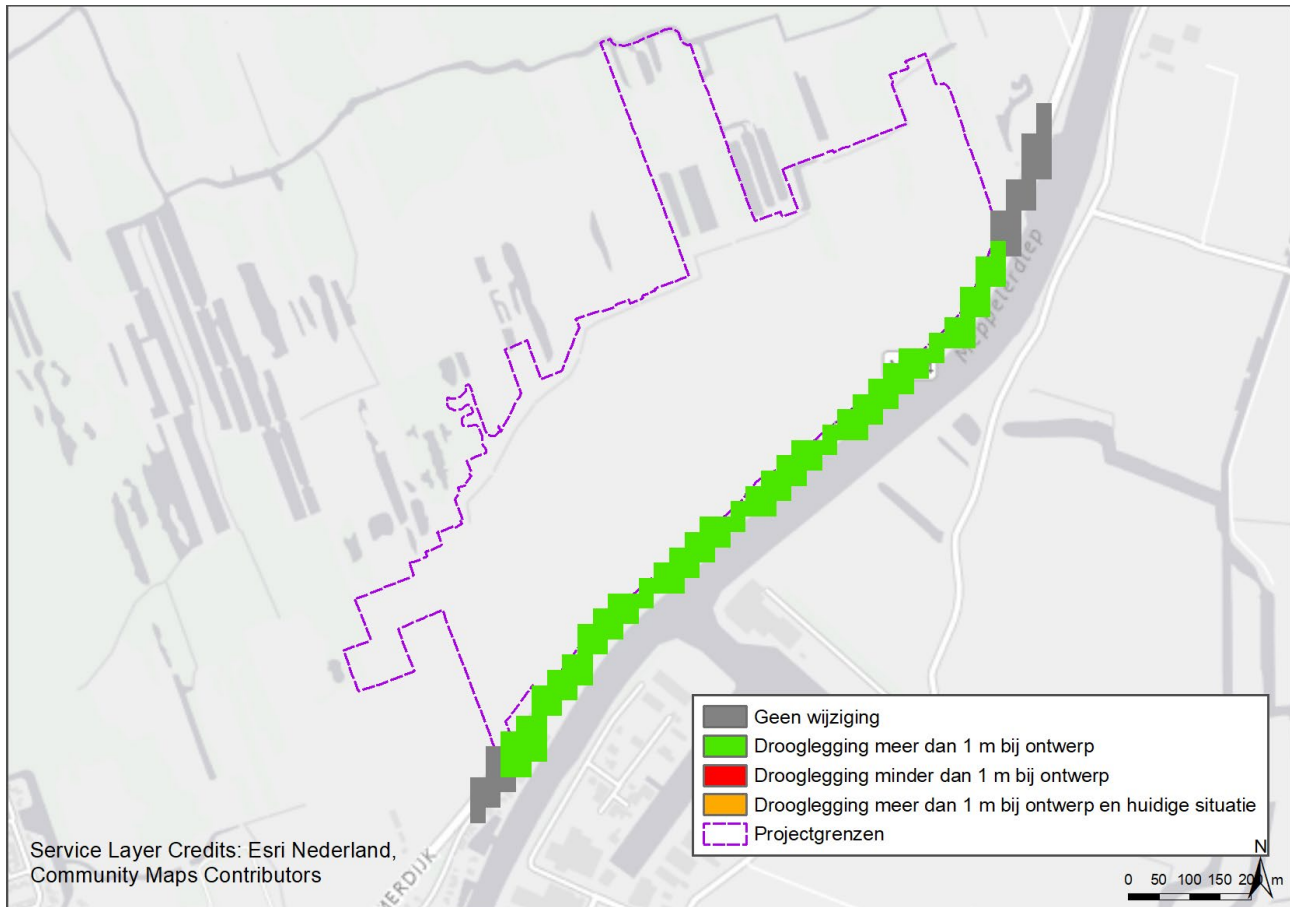 Meppelerdiep
Geen wijziging
Drooglegging meer dan 1 m bij ontwerp
Drooglegging minder dan 1 m bij ontwerp
Drooglegging meer dan 1 m bij ontwerp en huidige situatie
Projectgrenzen
Service Layer Credits: Esri Nederland,
Community Maps Contributors
MERDIJK
N
0 50 100 150 200 m